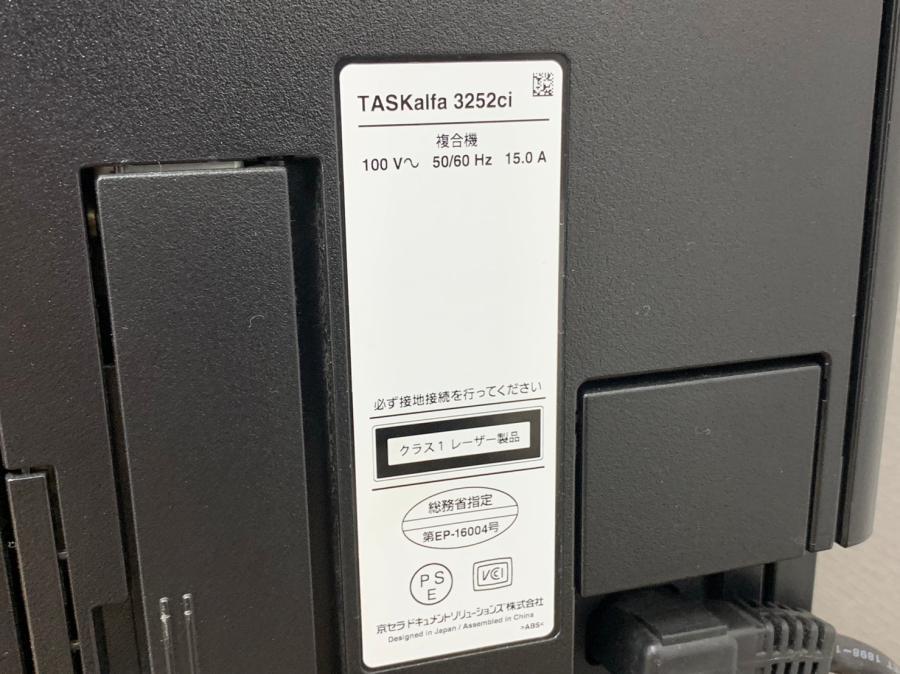 TASKalfa 3252ci
複合機
100 V～ 50/60 Hz 15.0 A
必ず接地接続を行ってください
クラス1 レーザー製品
総務省指定
第EP-16004号
P S
E
VCI
京セラドキュメントソリューションズ株式会社
Designed in Japan / Assembled in China
>ABS<